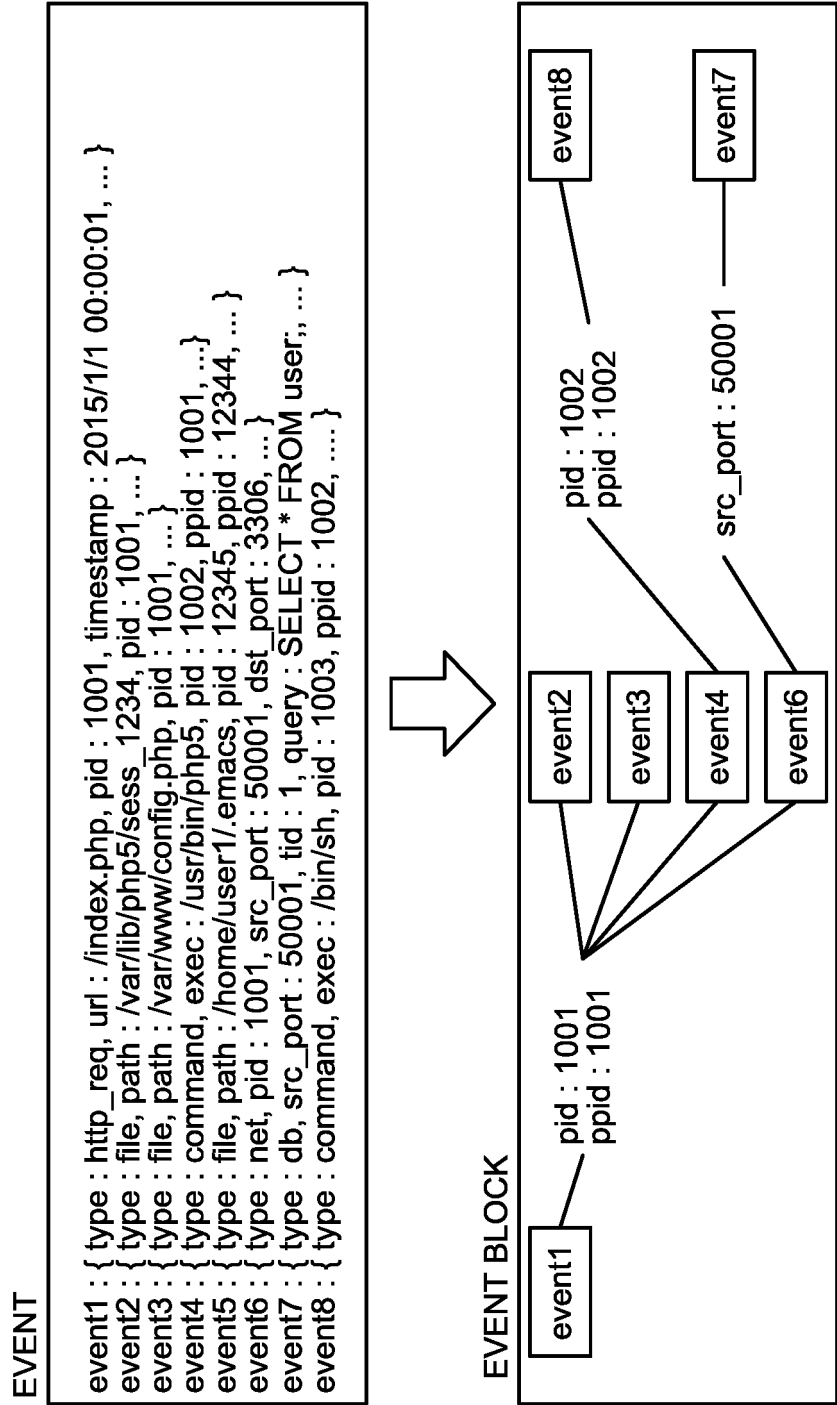 EVENT
event1 : { type : http_req, url : /index.php, pid : 1001, timestamp : 2015/1/1 00:00:01, ... }
event2 : { type : file, path : /var/lib/php5/sess_1234, pid : 1001, ... }
event3 : { type : file, path : /var/www/config.php, pid : 1001, ... }
event4 : { type : command, exec : /usr/bin/php5, pid : 1002, ppid : 1001, ...}
event5 : { type : file, path : /home/user1/.emacs, pid : 12345, ppid : 12344, ... }
event6 : { type : net, pid : 1001, src_port : 50001, dst_port : 3306, ... }
event7 : { type : db, src_port : 50001, tid : 1, query : SELECT * FROM user;, ... }
event8 : { type : command, exec : /bin/sh, pid : 1003, ppid : 1002, .... }
EVENT BLOCK
event1
pid : 1001
ppid : 1001
event2
event3
event4
event6
pid : 1002
ppid : 1002
src_port : 50001
event8
event7